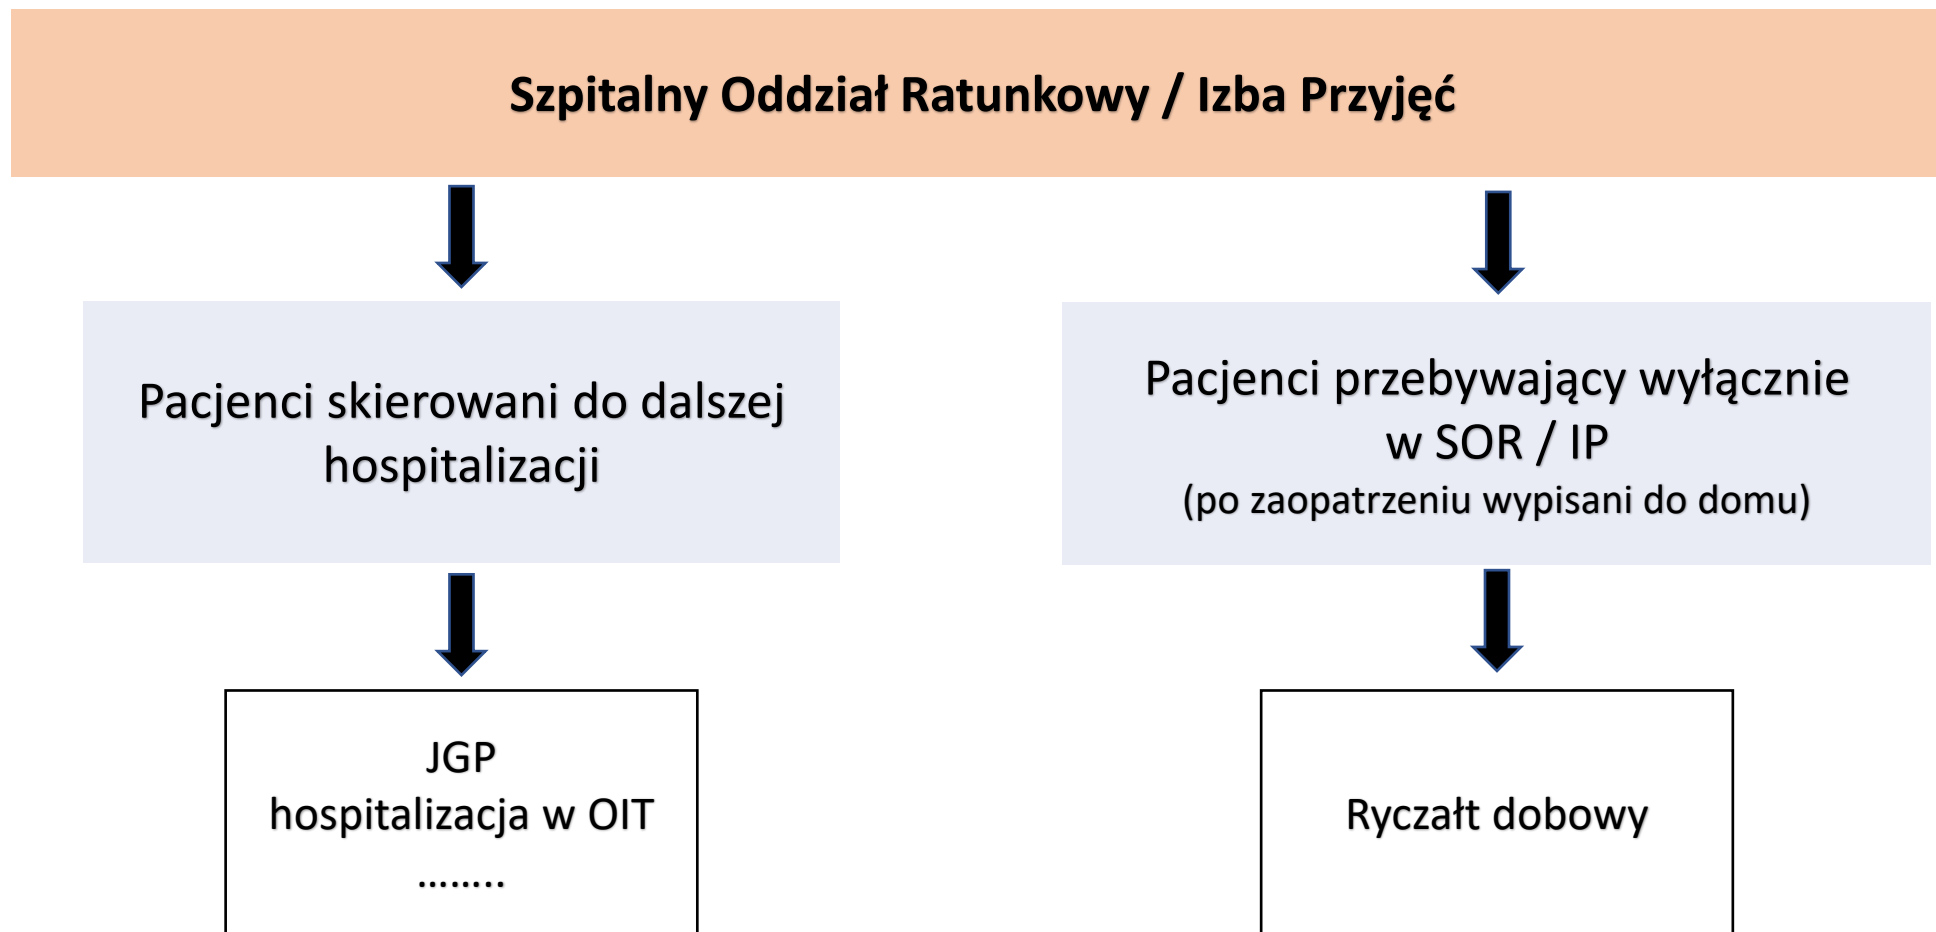 Szpitalny Oddział Ratunkowy / Izba Przyjęć
Pacjenci skierowani do dalszej
hospitalizacji
Pacjenci przebywający wyłącznie
w SOR / IP
(po zaopatrzeniu wypisani do domu)
JGP
hospitalizacja w OIT
........
Ryczałt dobowy